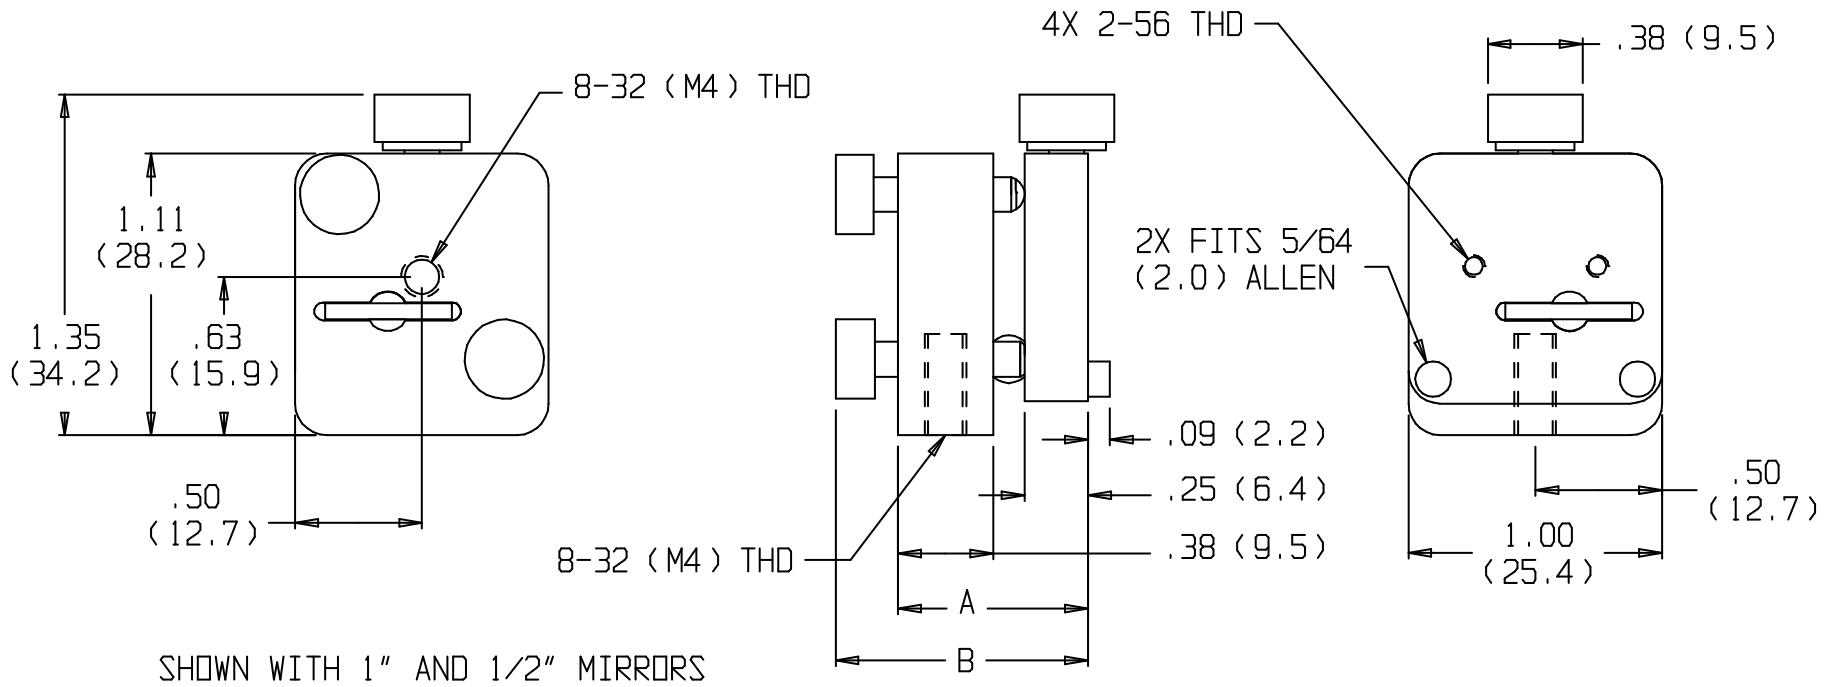 4X 2-56 THD
.38 (9.5)
8-32 (M4) THD
1.11
(28.2)
2X FITS 5/64
(2.0) ALLEN
1.35
(34.2)
.63
(15.9)
.09 (2.2)
.50
(12.7)
.25 (6.4)
.50
(12.7)
8-32 (M4) THD
.38 (9.5)
1.00
(25.4)
A
B
SHOWN WITH 1" AND 1/2" MIRRORS